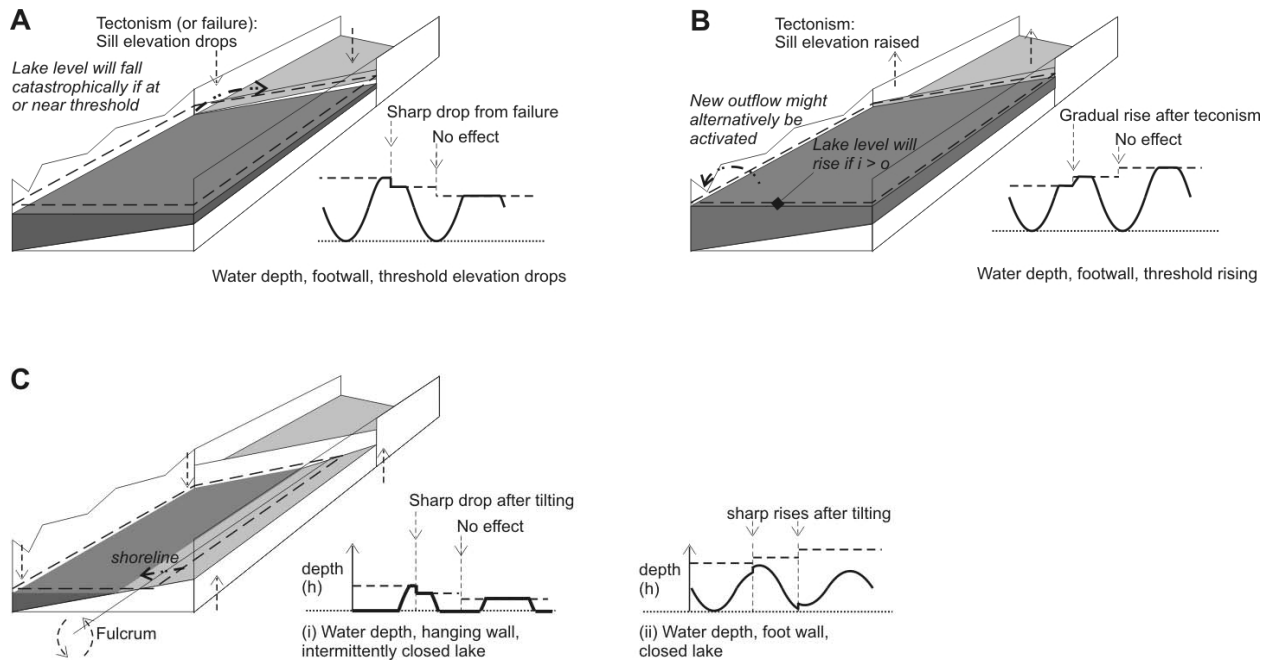 A
Tectonism (or failure):
Sill elevation drops
Lake level will fall
catastrophically if at
or near threshold
Sharp drop from failure
No effect
Water depth, footwall, threshold elevation drops
B
Tectonism:
Sill elevation raised
New outflow might
alternatively be
activated
Lake level will
rise if i > o
Gradual rise after teconism
No effect
Water depth, footwall, threshold rising
C
shoreline
Fulcrum
Sharp drop after tilting
No effect
depth
(h)
(i) Water depth, hanging wall,
intermittently closed lake
sharp rises after tilting
depth
(h)
(ii) Water depth, foot wall,
closed lake